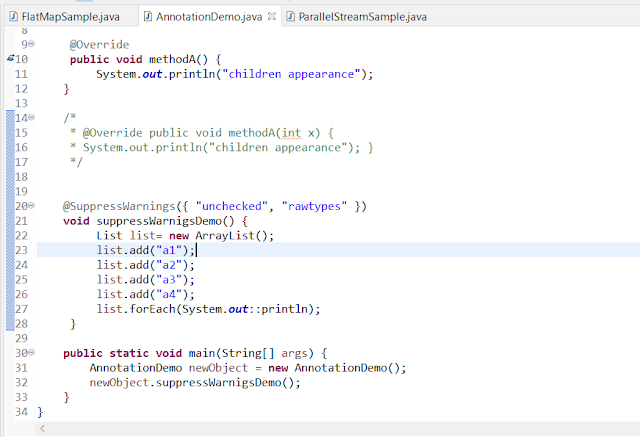 FlatMapSample.java AnnotationDemo.java ParallelStreamSample.java
8
9 @Override
10 public void methodA() {
11 System.out.println("children appearance");
12 }
13
14 /*
15 * @Override public void methodA(int x) {
16 * System.out.println("children appearance"); }
17 */
18
19
20 @SuppressWarnings({ "unchecked", "rawtypes" })
21 void suppressWarnigsDemo() {
22 List list= new ArrayList();
23 list.add("a1");
24 list.add("a2");
25 list.add("a3");
26 list.add("a4");
27 list.forEach(System.out::println);
28 }
29
30 public static void main(String[] args) {
31 AnnotationDemo newObject = new AnnotationDemo();
32 newObject.suppressWarnigsDemo();
33 }
34 }